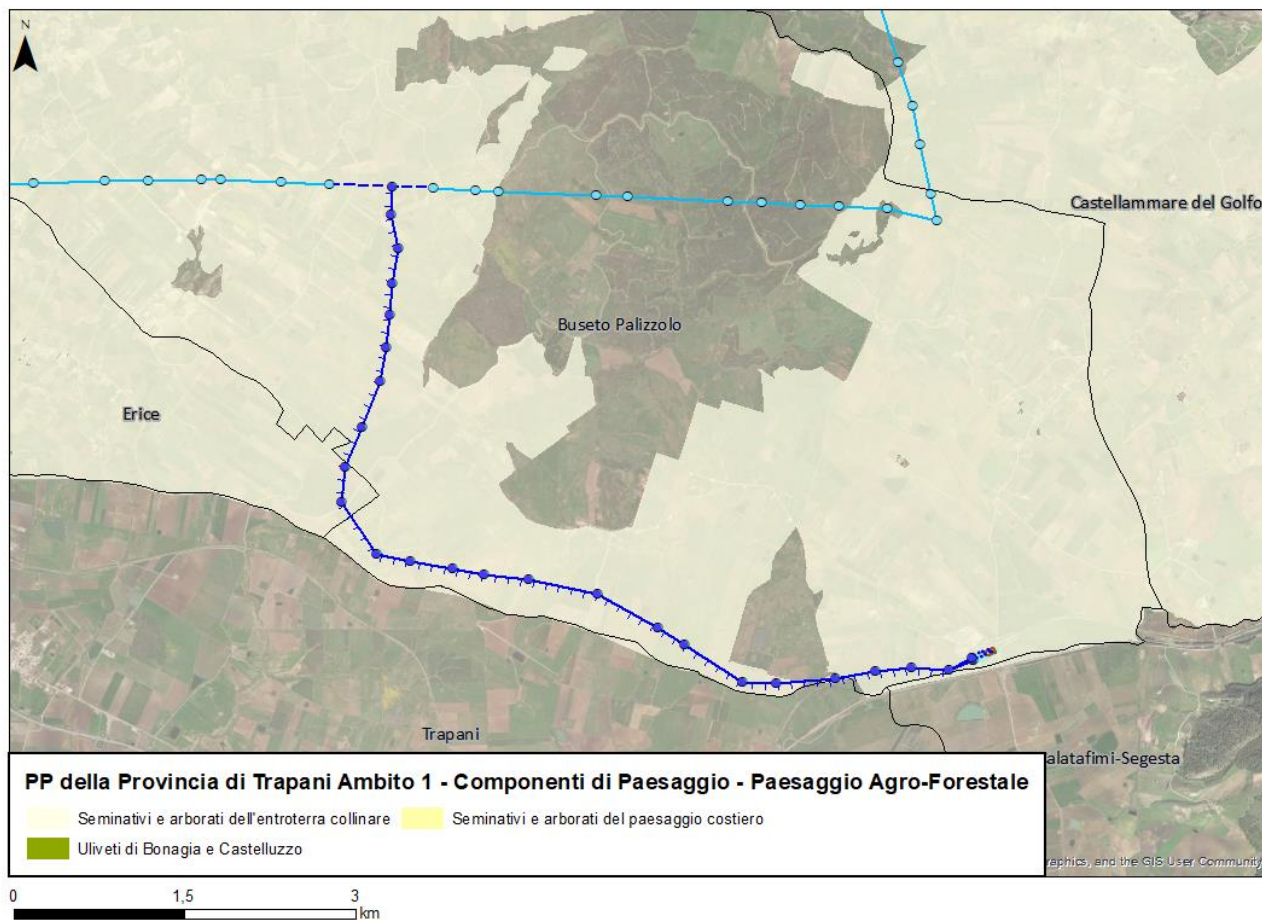 N
Castellammare del Golfo
Buseto Palizzolo
Erice
Trapani
alatafimi-Segesta
PP della Provincia di Trapani Ambito 1 - Componenti di Paesaggio - Paesaggio Agro-Forestale
Seminativi e arborati dell'entroterra collinare
Seminativi e arborati del paesaggio costiero
Uliveti di Bonagia e Castelluzzo
raphics, and the GIS User Community
0 1,5 3
km